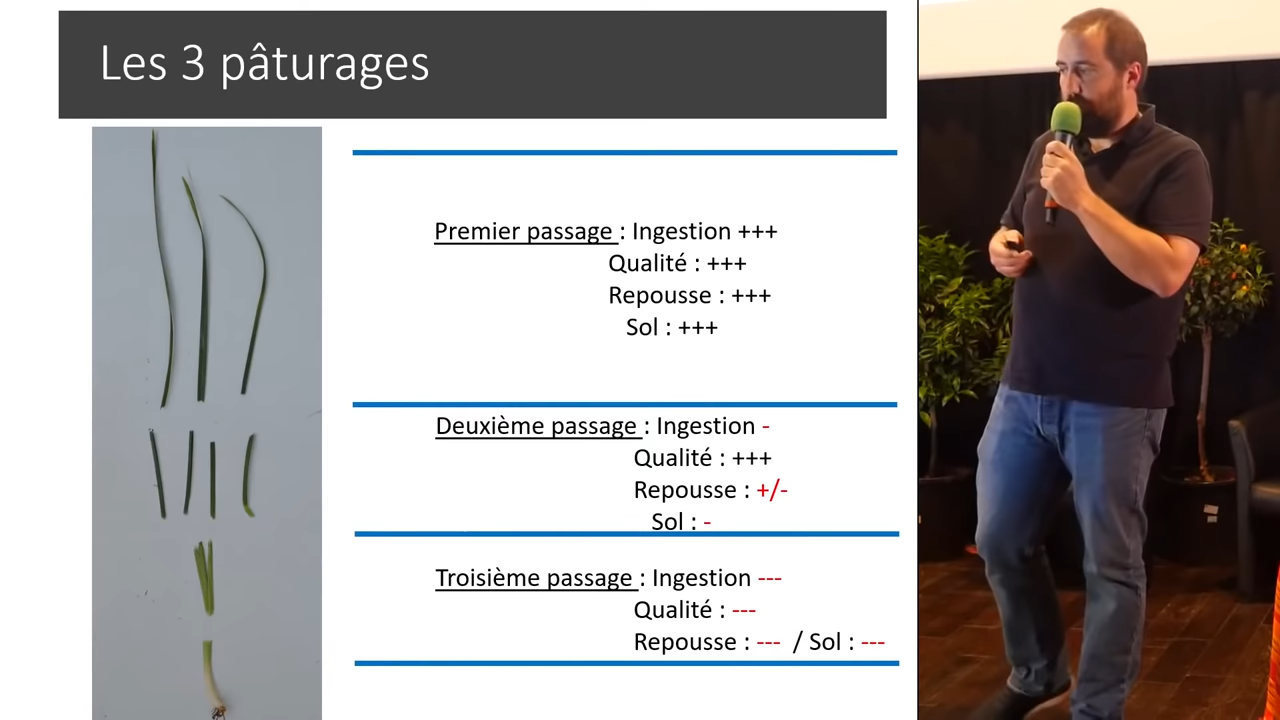 Les 3 pâturages
Premier passage : Ingestion +++
Qualité : +++
Repousse : +++
Sol : +++
Deuxième passage : Ingestion -
Qualité : +++
Repousse : +/-
Sol : -
Troisième passage : Ingestion ---
Qualité : ---
Repousse : --- / Sol : ---